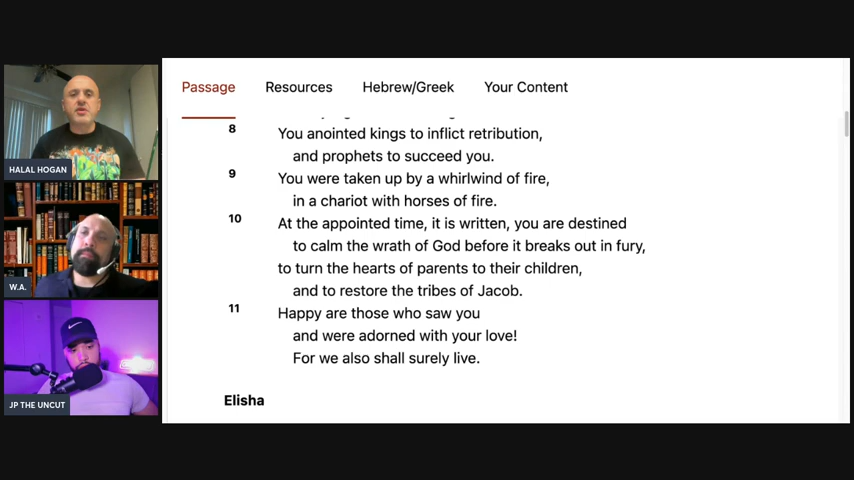 Passage
Resources
Hebrew/Greek
Your Content
8
You anointed kings to inflict retribution,
and prophets to succeed you.
9
You were taken up by a whirlwind of fire,
in a chariot with horses of fire.
10
At the appointed time, it is written, you are destined
to calm the wrath of God before it breaks out in fury,
to turn the hearts of parents to their children,
and to restore the tribes of Jacob.
11
Happy are those who saw you
and were adorned with your love!
For we also shall surely live.
Elisha
HALAL HOGAN
W.A.
JP THE UNCUT